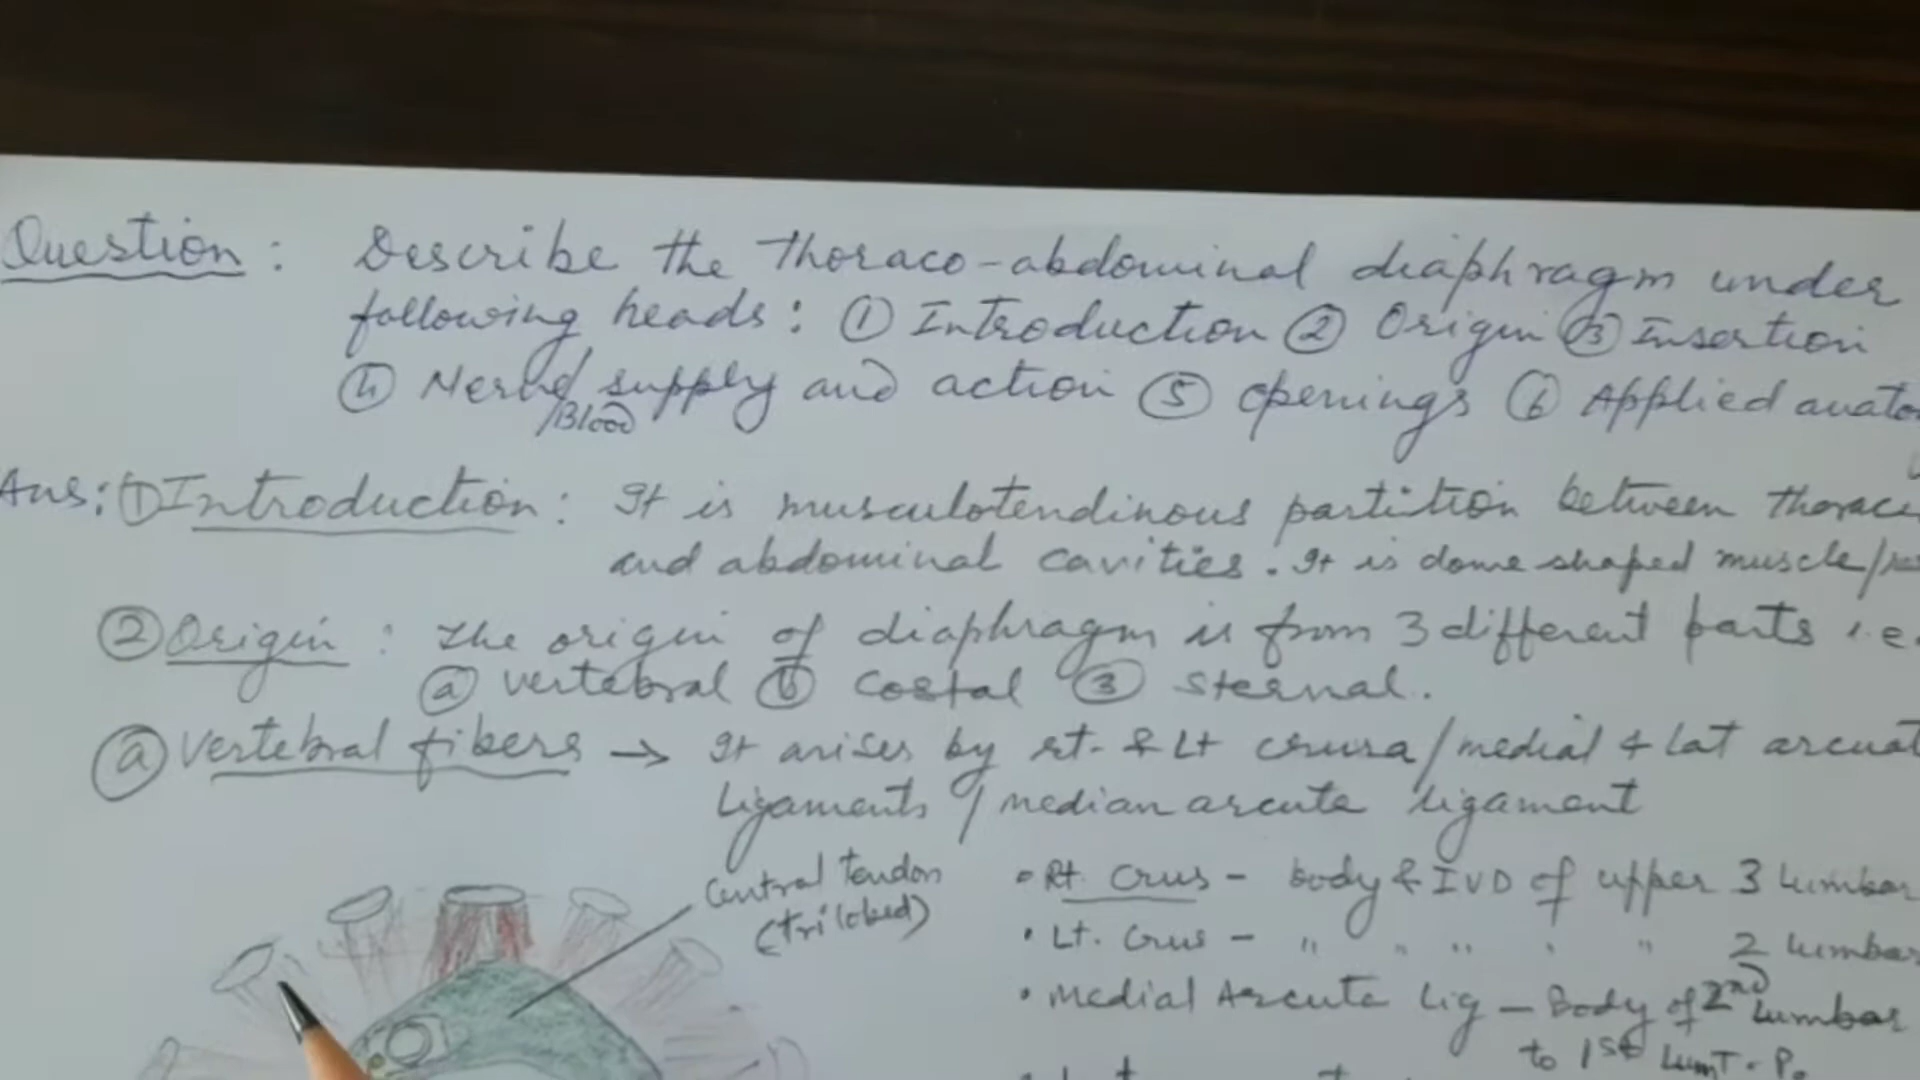 Question: Describe the Thoraco-abdominal diaphragm under
following heads: ① Introduction ② Origin ③ Insertion
④ Nerve/Blood supply and action ⑤ openings ⑥ Applied anato
Ans: ① Introduction: It is musculotendinous partition between thorac
and abdominal cavities. It is dome shaped muscle/
② Origin: The origin of diaphragm is from 3 different parts i.e.
ⓐ vertebral ⓑ Costal ③ sternal.
ⓐ Vertebral fibers → It arises by rt. & Lt crura/medial & lat arcuat
Ligaments/median arcute ligament
Central tendon
(trilobed)
• Rt. Crus - body & IVD of upper 3 Lumbar
• Lt. Crus - " " " " " 2 lumbar
• Medial Arcute Lig - Body of 2nd Lumbar
to 1st Lum T. P.